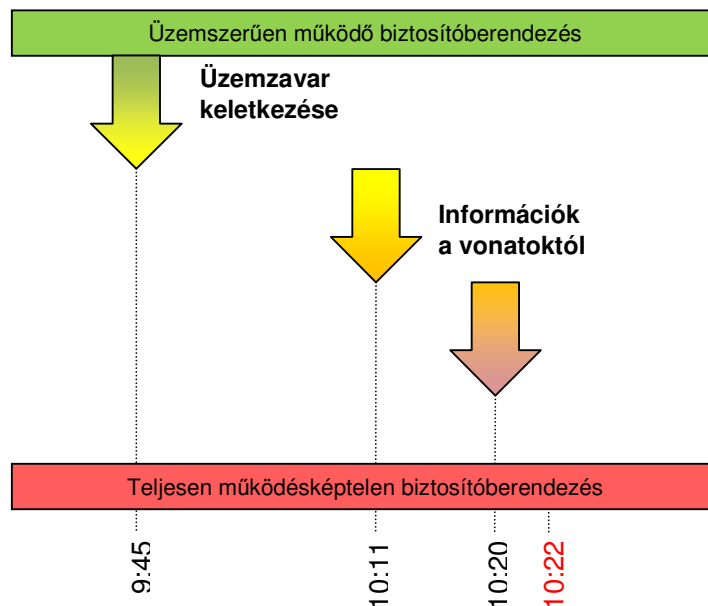 Üzemszerűen működő biztosítóberendezés
Üzemzavar
keletkezése
Információk
a vonatoktól
Teljesen működésképtelen biztosítóberendezés
9:45
10:11
10:20
10:22